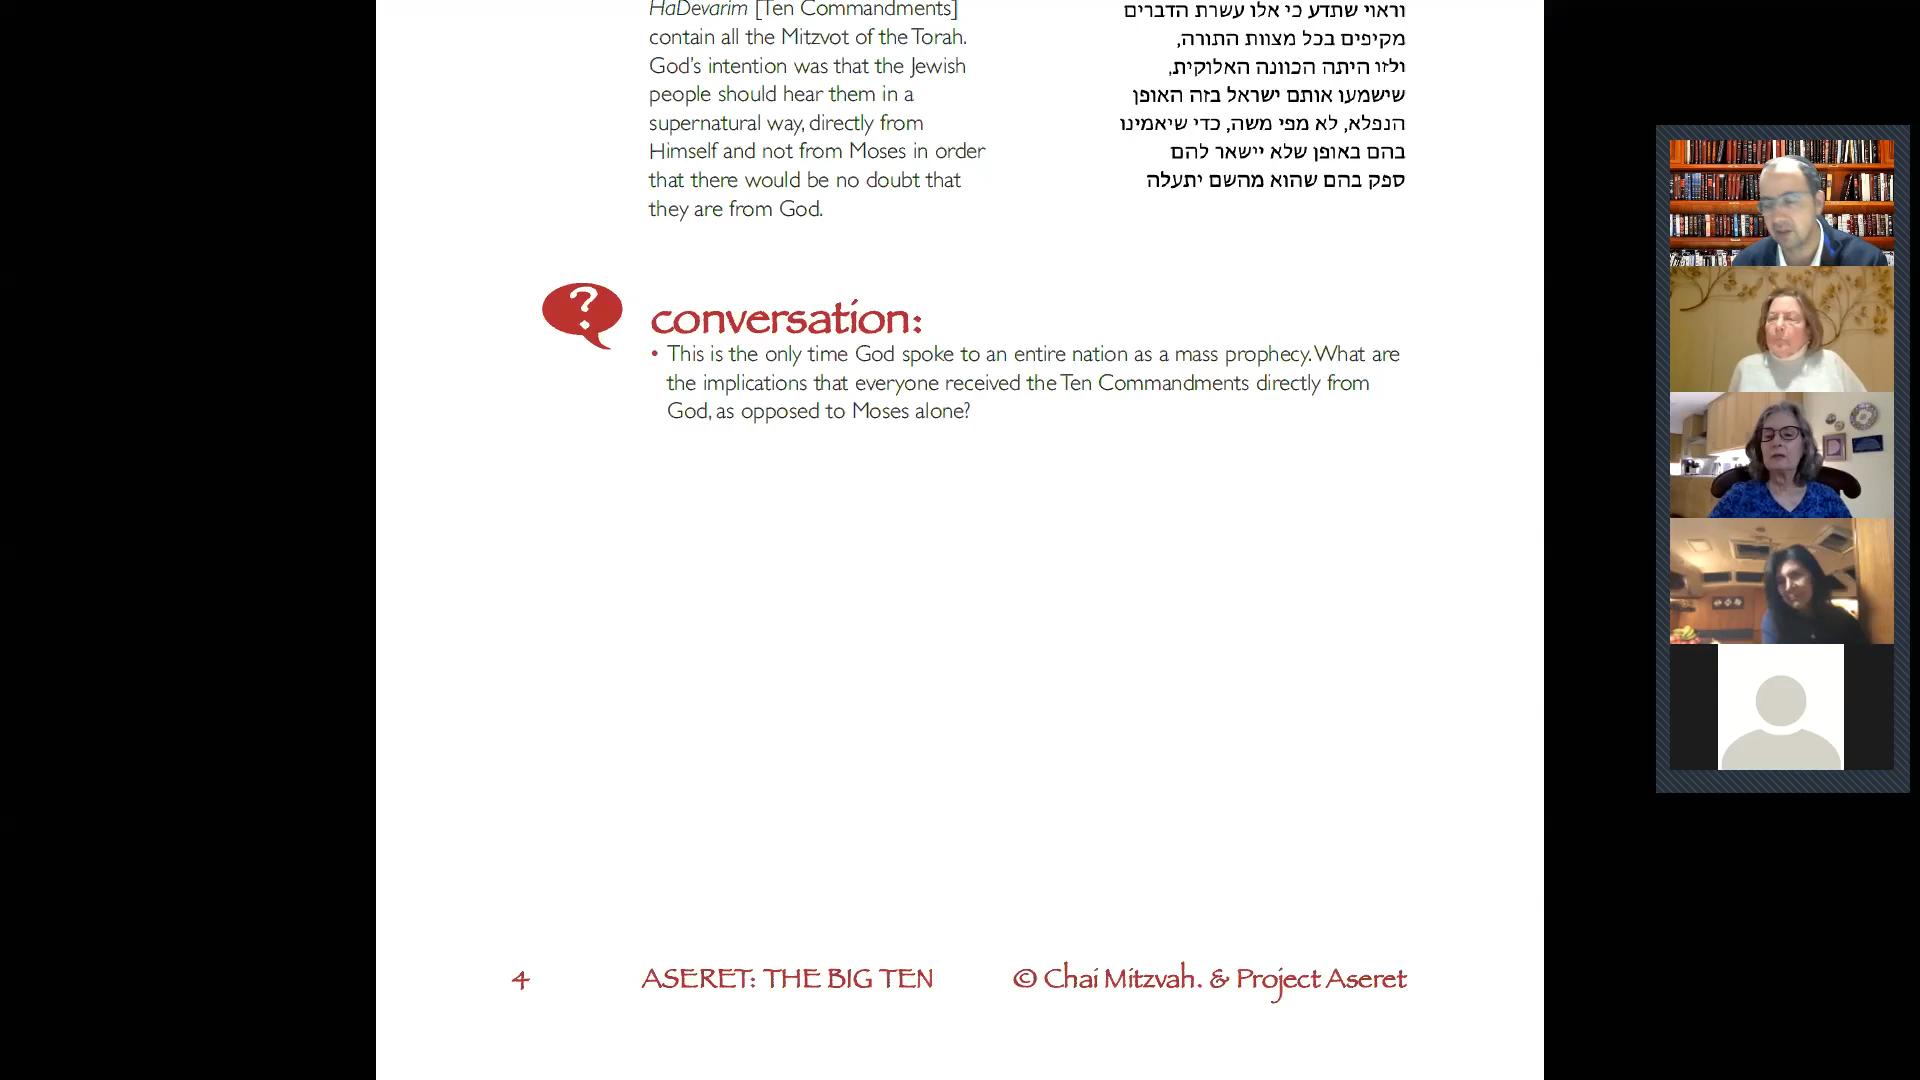 HaDevarim [Ten Commandments]
contain all the Mitzvot of the Torah.
God's intention was that the Jewish
people should hear them in a
supernatural way, directly from
Himself and not from Moses in order
that there would be no doubt that
they are from God.
וראוי שתדע כי אלו עשרת הדברים
מקיפים בכל מצוות התורה,
ולזו היתה הכוונה האלוקית,
שישמעו אותם ישראל בזה האופן
הנפלא, לא מפי משה, כדי שיאמינו
בהם באופן שלא יישאר להם
ספק בהם שהוא מהשם יתעלה
?
conversation:
• This is the only time God spoke to an entire nation as a mass prophecy. What are
the implications that everyone received the Ten Commandments directly from
God, as opposed to Moses alone?
4 ASERET: THE BIG TEN © Chai Mitzvah. & Project Aseret